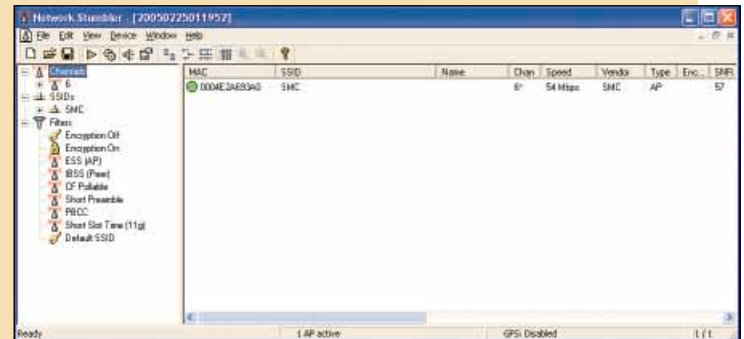 Network Stumbler - [20050225011952]
File Edit View Device Window Help
Channels
6
SSIDs
SMC
Filters
Encryption Off
Encryption On
ESS (AP)
IBSS (Peer)
CF Pollable
Short Preamble
PBCC
Short Slot Time (11g)
Default SSID
MAC SSID Name Chan Speed Vendor Type Enc... SNR
0004E2A693A0 SMC 6* 54 Mbps SMC AP 57
Ready 1 AP active GPS: Disabled 1 / 1